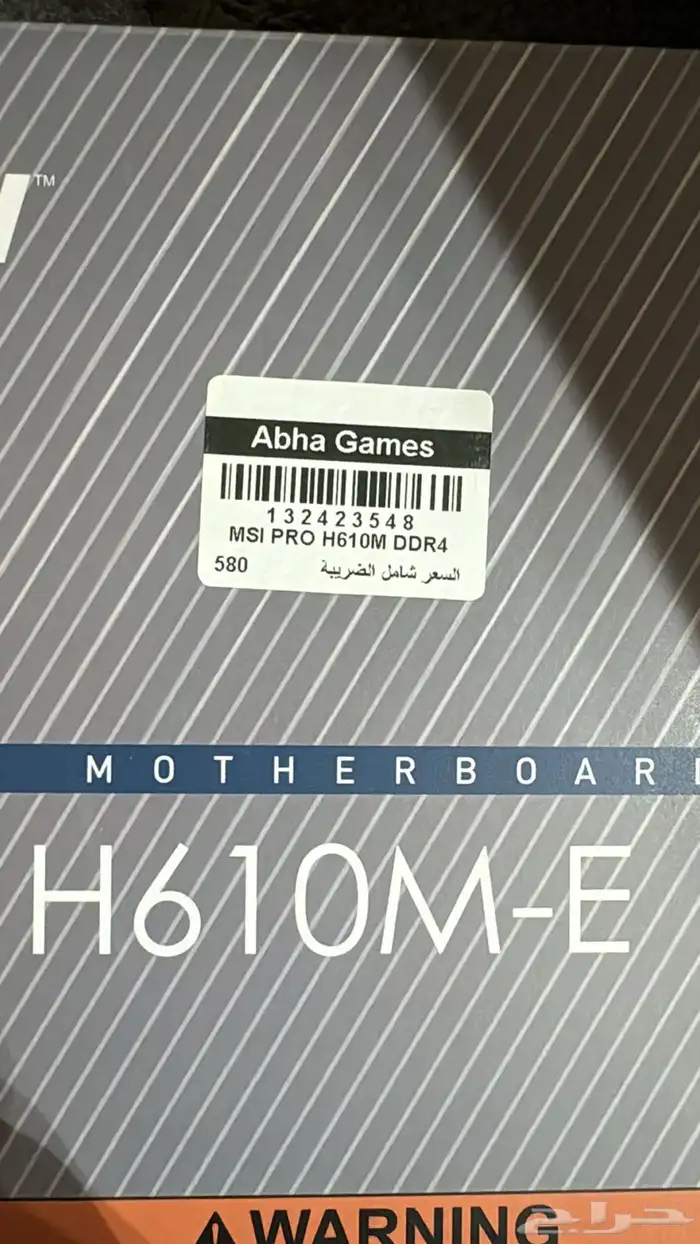 TM
Abha Games
132423548
MSI PRO H610M DDR4
580 السعر شامل الضريبة
MOTHERBOAR
H610M-E
WARNING
حراج